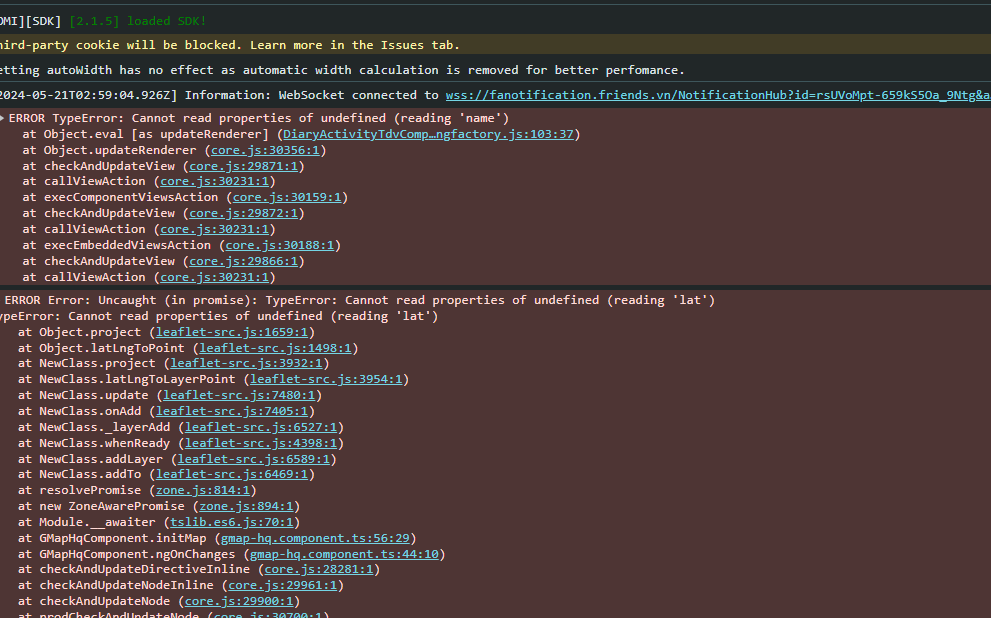 OMI][SDK] [2.1.5] loaded SDK!
hird-party cookie will be blocked. Learn more in the Issues tab.
etting autoWidth has no effect as automatic width calculation is removed for better perfomance.
2024-05-21T02:59:04.926Z] Information: WebSocket connected to wss://fanotification.friends.vn/NotificationHub?id=rsUVoMpt-659kS5Oa_9Ntg&a
ERROR TypeError: Cannot read properties of undefined (reading 'name')
at Object.eval [as updateRenderer] (DiaryActivityTdvComp…ngfactory.js:103:37)
at Object.updateRenderer (core.js:30356:1)
at checkAndUpdateView (core.js:29871:1)
at callViewAction (core.js:30231:1)
at execComponentViewsAction (core.js:30159:1)
at checkAndUpdateView (core.js:29872:1)
at callViewAction (core.js:30231:1)
at execEmbeddedViewsAction (core.js:30188:1)
at checkAndUpdateView (core.js:29866:1)
at callViewAction (core.js:30231:1)
ERROR Error: Uncaught (in promise): TypeError: Cannot read properties of undefined (reading 'lat')
ypeError: Cannot read properties of undefined (reading 'lat')
at Object.project (leaflet-src.js:1659:1)
at Object.latLngToPoint (leaflet-src.js:1498:1)
at NewClass.project (leaflet-src.js:3932:1)
at NewClass.latLngToLayerPoint (leaflet-src.js:3954:1)
at NewClass.update (leaflet-src.js:7480:1)
at NewClass.onAdd (leaflet-src.js:7405:1)
at NewClass._layerAdd (leaflet-src.js:6527:1)
at NewClass.whenReady (leaflet-src.js:4398:1)
at NewClass.addLayer (leaflet-src.js:6589:1)
at NewClass.addTo (leaflet-src.js:6469:1)
at resolvePromise (zone.js:814:1)
at new ZoneAwarePromise (zone.js:894:1)
at Module.__awaiter (tslib.es6.js:70:1)
at GMapHqComponent.initMap (gmap-hq.component.ts:56:29)
at GMapHqComponent.ngOnChanges (gmap-hq.component.ts:44:10)
at checkAndUpdateDirectiveInline (core.js:28281:1)
at checkAndUpdateNodeInline (core.js:29961:1)
at checkAndUpdateNode (core.js:29900:1)
at prodCheckAndUpdateNode (core.js:30700:1)